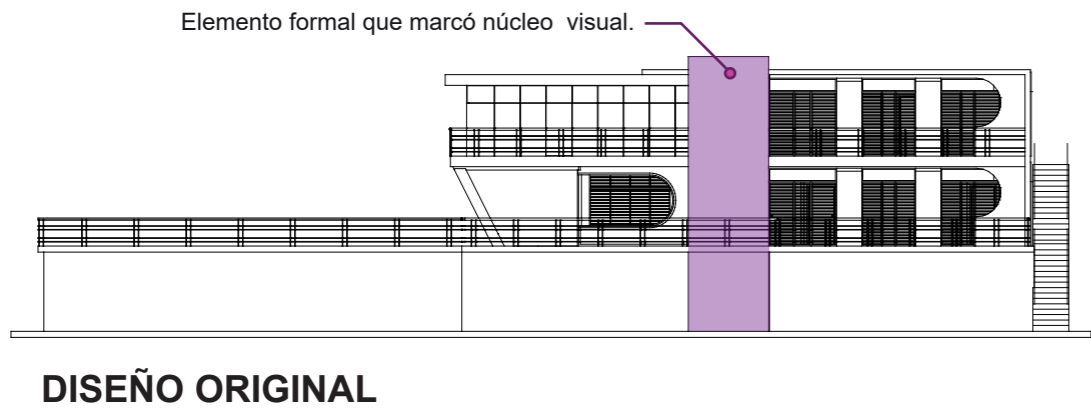 Elemento formal que marcó núcleo visual.
DISEÑO ORIGINAL